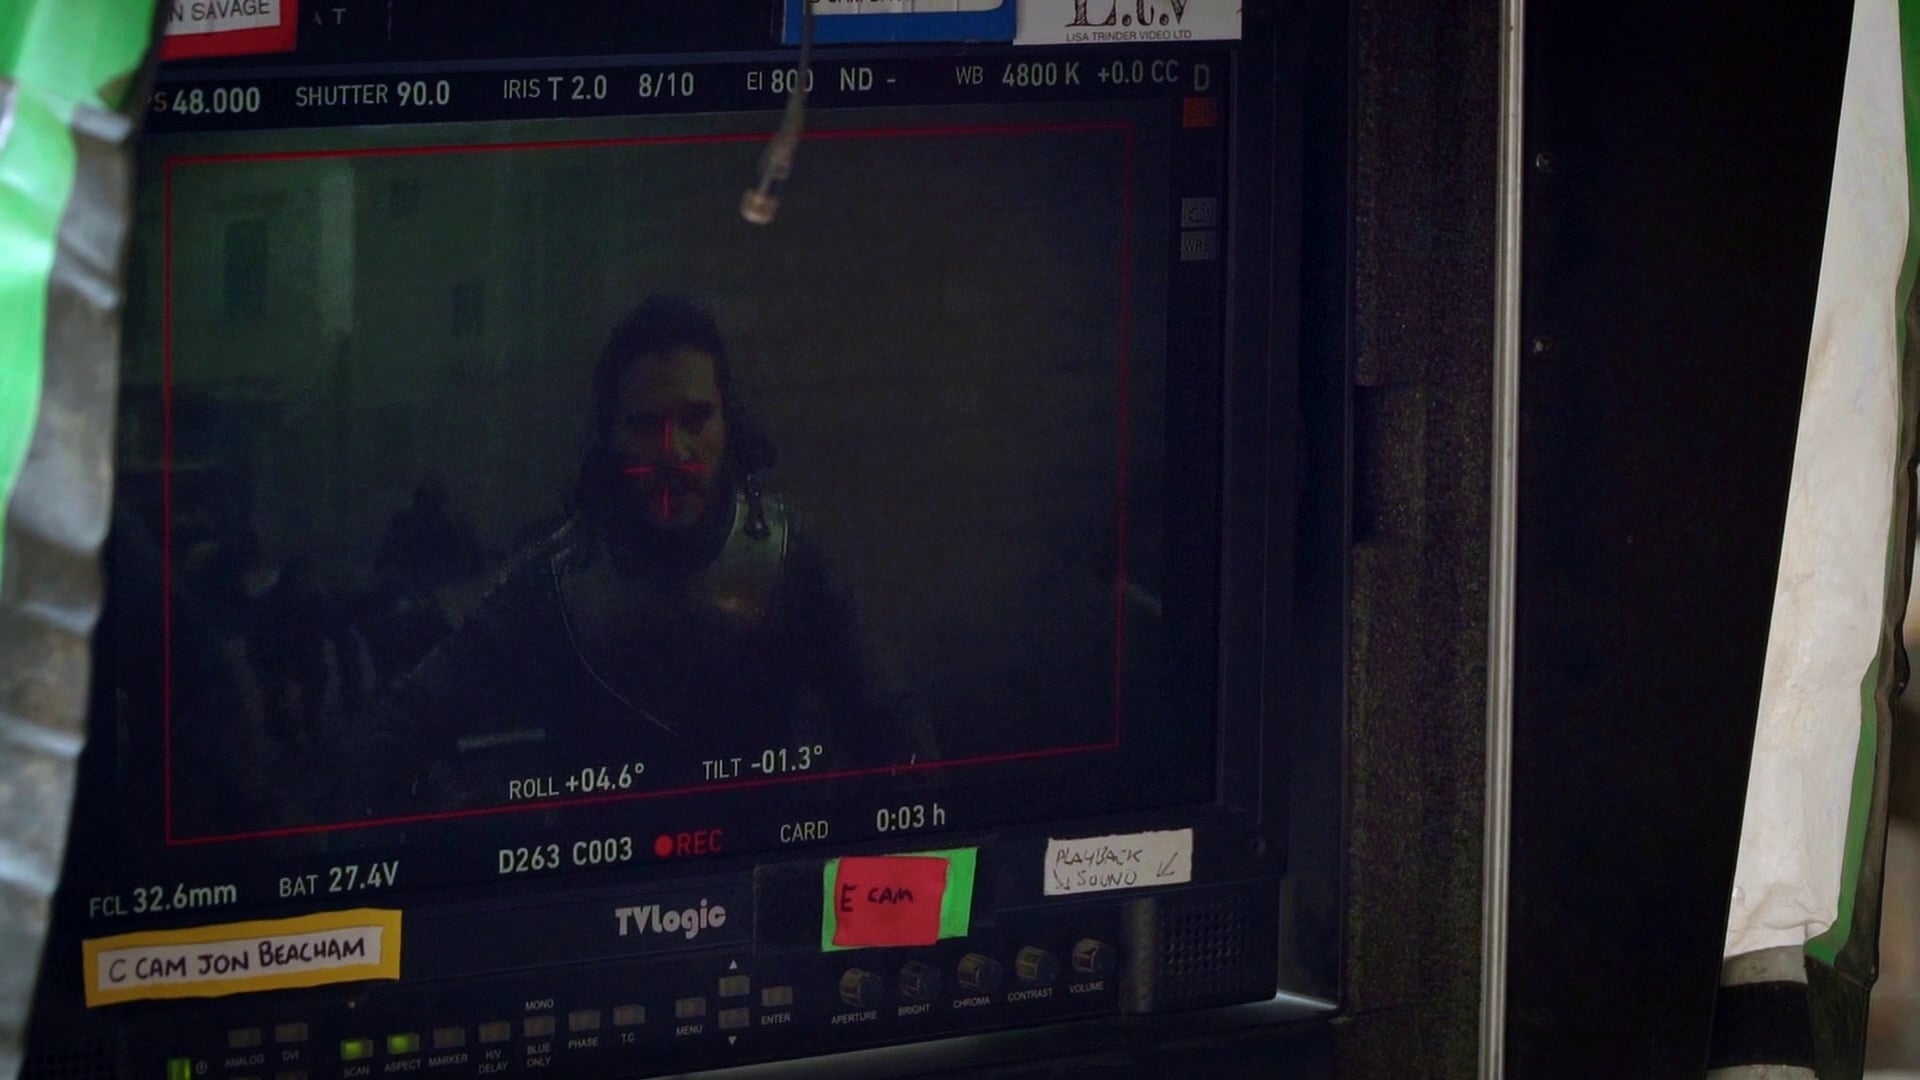 N SAVAGE
LISA TRINDER VIDEO LTD
48.000 SHUTTER 90.0 IRIS T 2.0 8/10 EI 800 ND - WB 4800 K +0.0 CC D
ROLL +04.6° TILT -01.3°
D263 C003 REC CARD 0:03 h
FCL 32.6mm BAT 27.4V
PLAYBACK
SOUND
E CAM
TVLogic
C CAM JON BEACHAM
APERTURE BRIGHT CHROMA CONTRAST VOLUME
MONO
ANALOG DVI SCAN ASPECT MARKER H/V DELAY BLUE ONLY PHASE T.C MENU ENTER